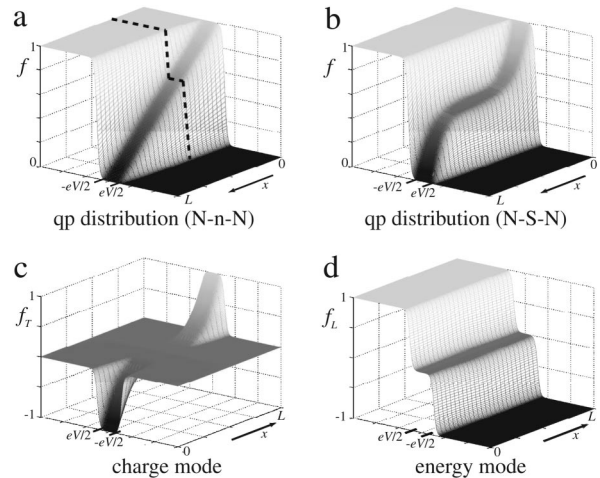 a
1
f
0
-eV/2
eV/2
L
x
0
qp distribution (N-n-N)
b
1
f
0
-eV/2
eV/2
L
x
0
qp distribution (N-S-N)
c
1
f_T
-1
eV/2
-eV/2
0
x
L
charge mode
d
1
f_L
-1
eV/2
-eV/2
0
x
L
energy mode